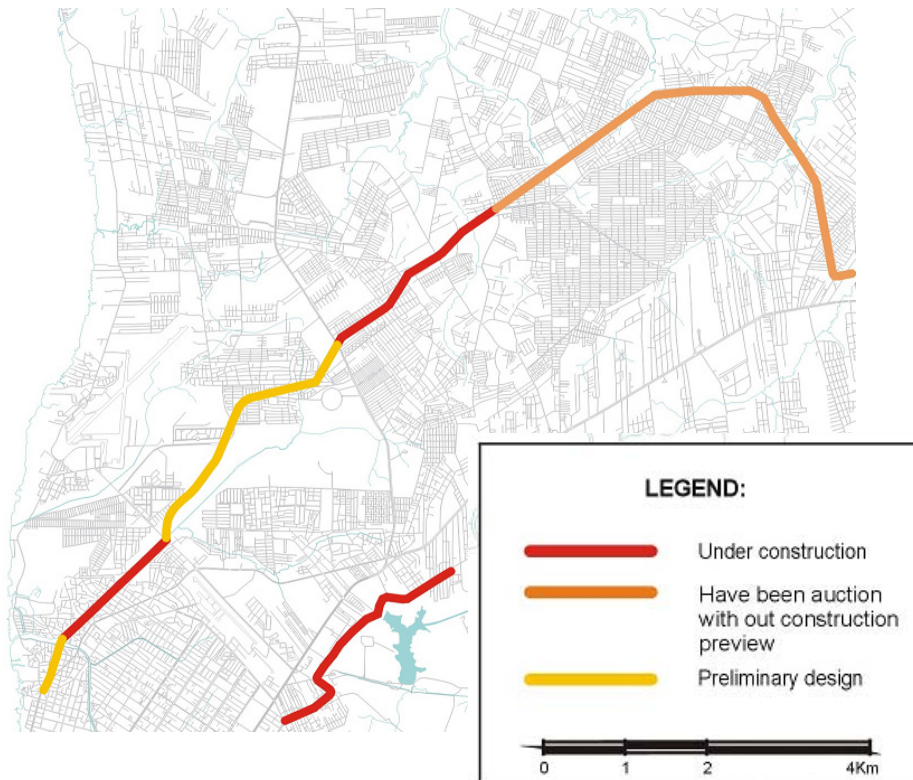 LEGEND:
Under construction
Have been auction
with out construction
preview
Preliminary design
0 1 2 4Km